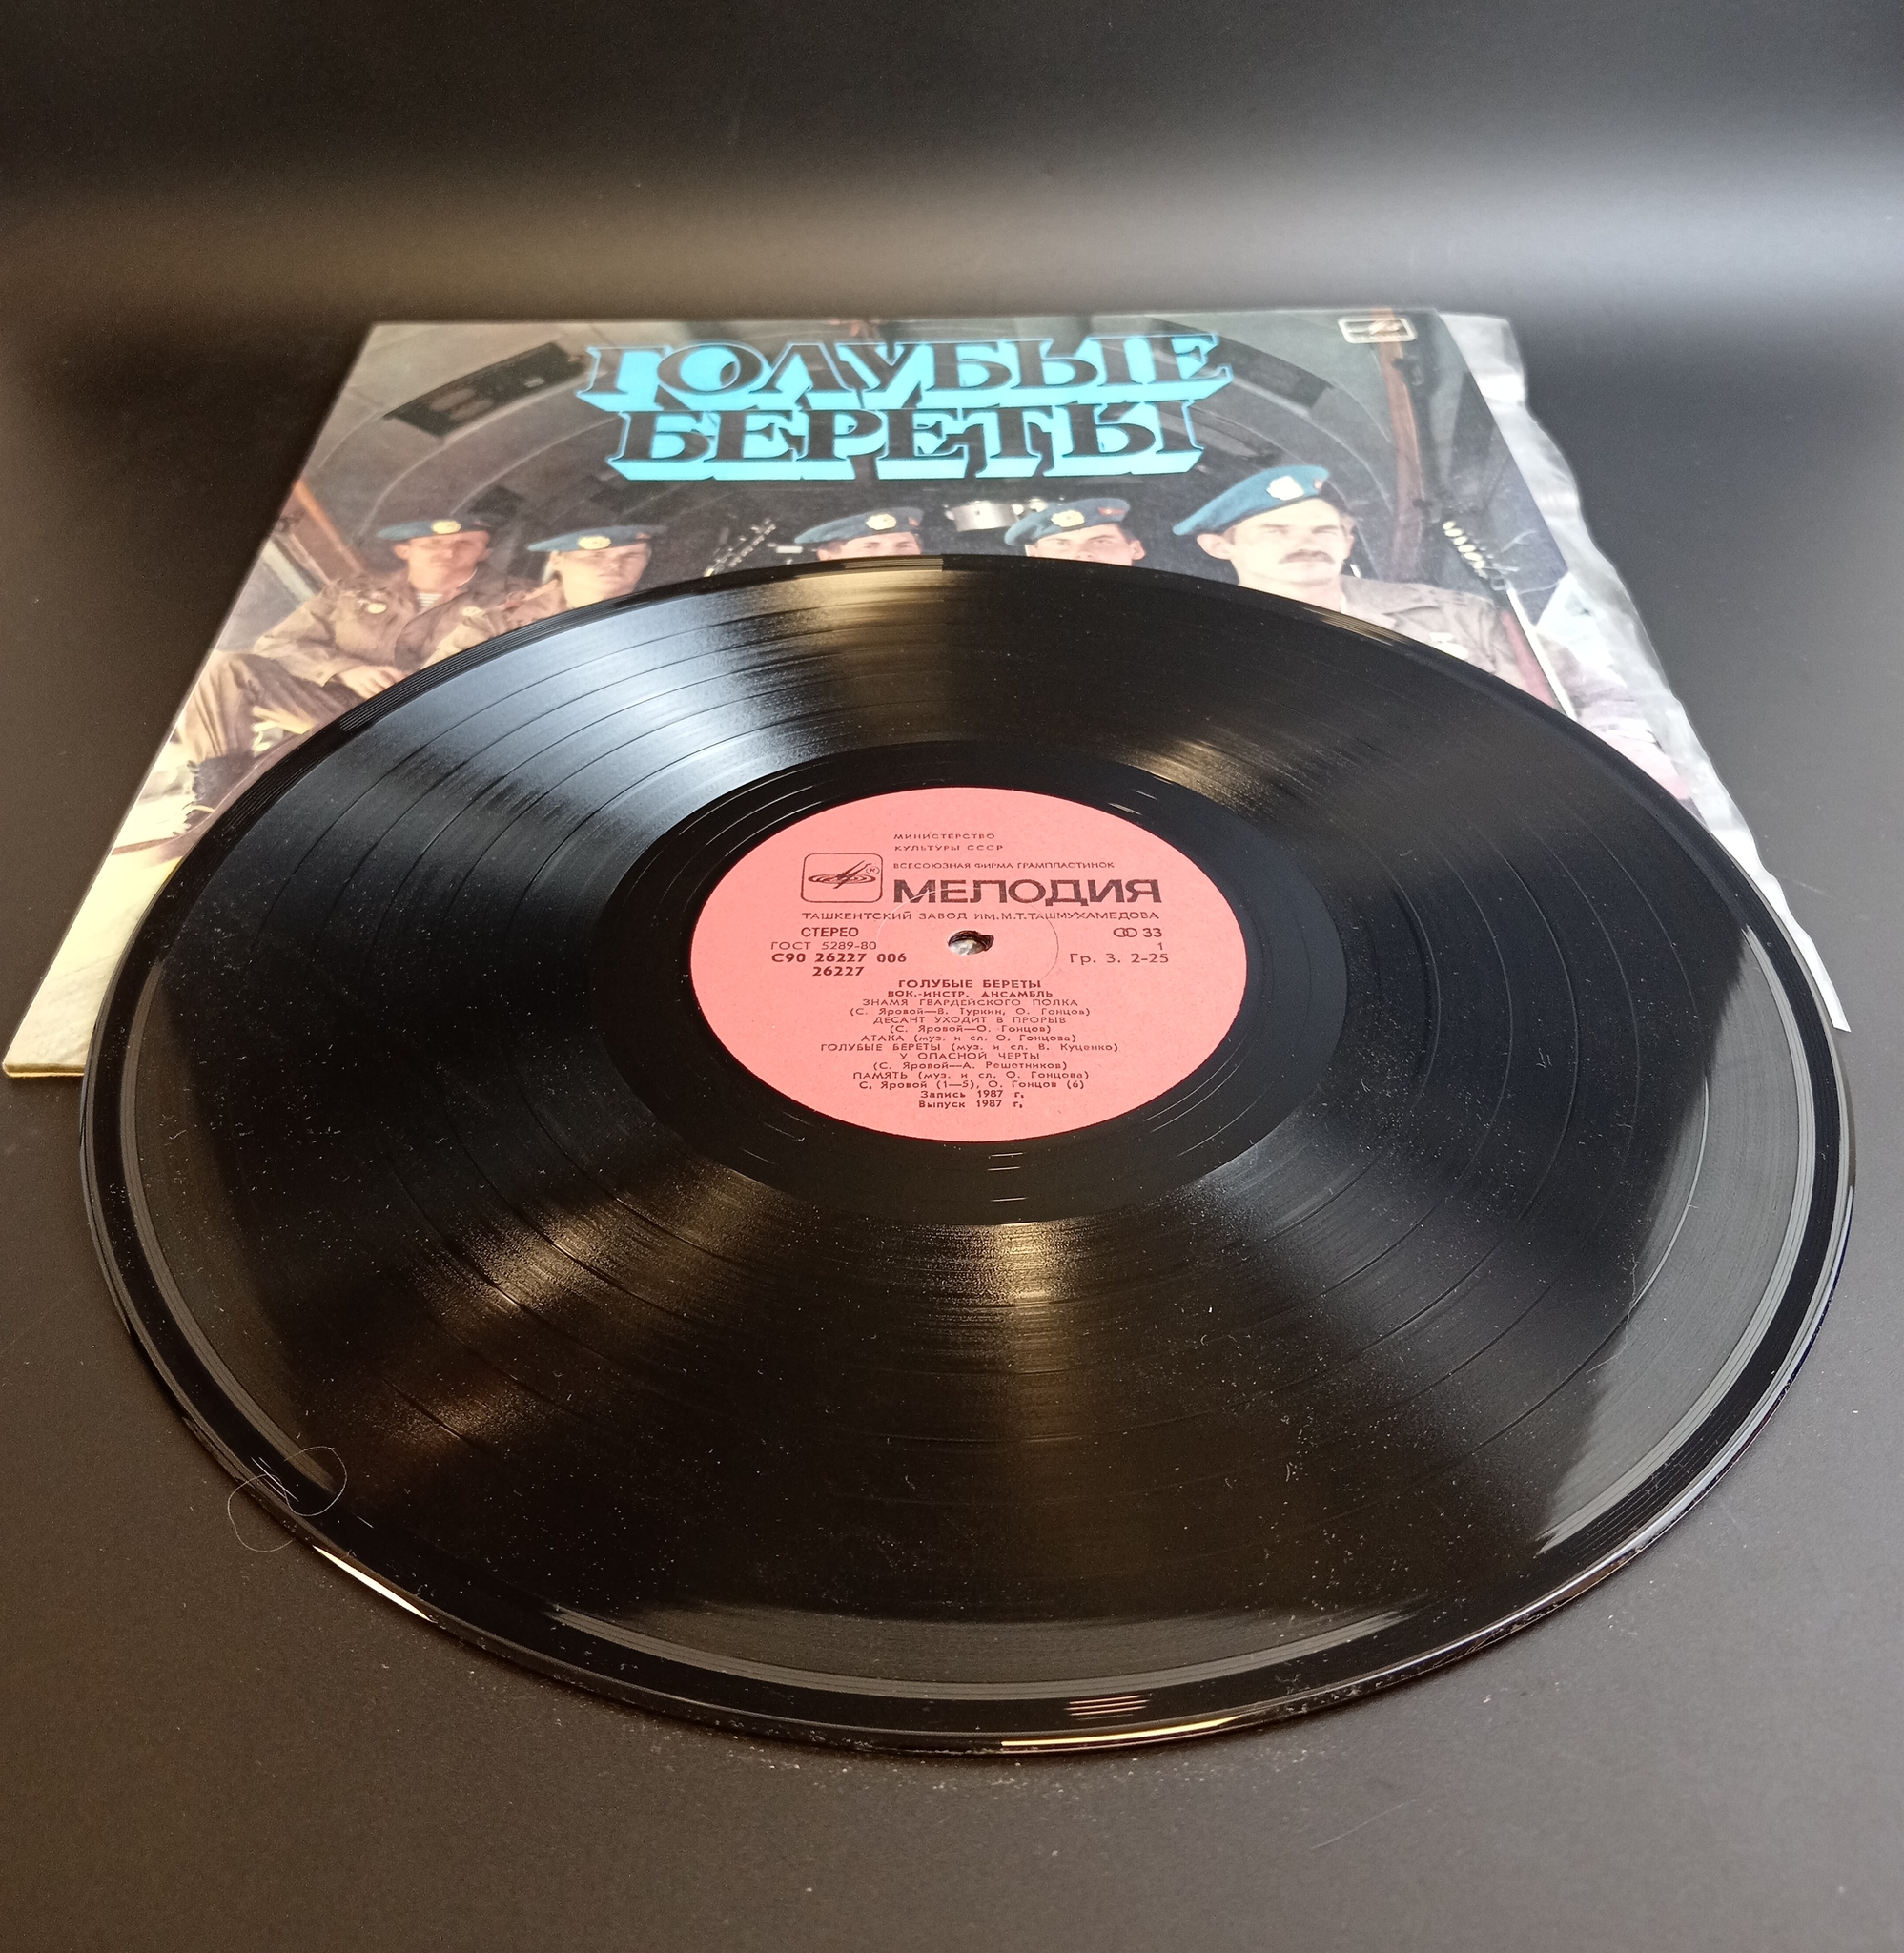 ГОЛУБЫЕ
БЕРЕТЫ
МИНИСТЕРСТВО
КУЛЬТУРЫ СССР
ВСЕСОЮЗНАЯ ФИРМА ГРАМПЛАСТИНОК
МЕЛОДИЯ
ТАШКЕНТСКИЙ ЗАВОД ИМ.М.Т.ТАШМУХАМЕДОВА
СТЕРЕО 33
ГОСТ 5289-80 1
С90 26227 006 Гр. 3. 2-25
26227
ГОЛУБЫЕ БЕРЕТЫ
ВОК.-ИНСТР. АНСАМБЛЬ
ЗНАМЯ ГВАРДЕЙСКОГО ПОЛКА
(С. Яровой—В. Туркин, О. Гонцов)
ДЕСАНТ УХОДИТ В ПРОРЫВ
(С. Яровой—О. Гонцов)
АТАКА (муз. и сл. О. Гонцова)
ГОЛУБЫЕ БЕРЕТЫ (муз. и сл. В. Куценко)
У ОПАСНОЙ ЧЕРТЫ
(С. Яровой—А. Решетников)
ПАМЯТЬ (муз. и сл. О. Гонцова)
С. Яровой (1—5), О. Гонцов (6)
Запись 1987 г.
Выпуск 1987 г.